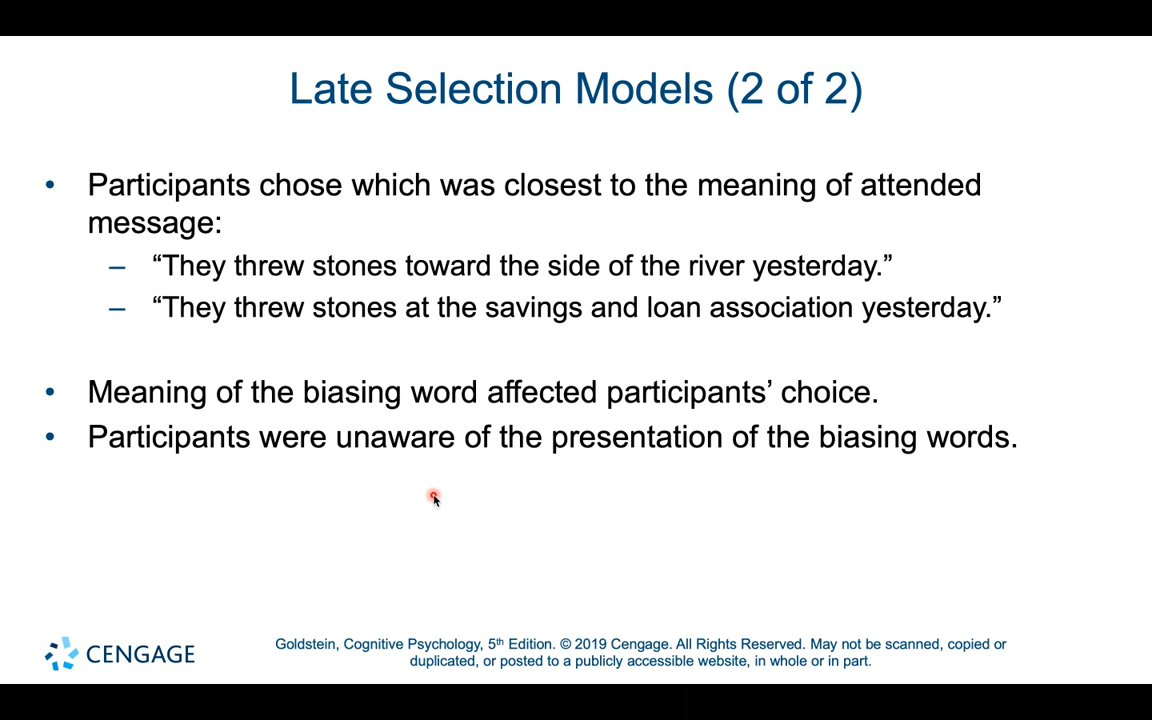 Late Selection Models (2 of 2)
• Participants chose which was closest to the meaning of attended
message:
– “They threw stones toward the side of the river yesterday.”
– “They threw stones at the savings and loan association yesterday.”
• Meaning of the biasing word affected participants’ choice.
• Participants were unaware of the presentation of the biasing words.
CENGAGE
Goldstein, Cognitive Psychology, 5th Edition. © 2019 Cengage. All Rights Reserved. May not be scanned, copied or
duplicated, or posted to a publicly accessible website, in whole or in part.